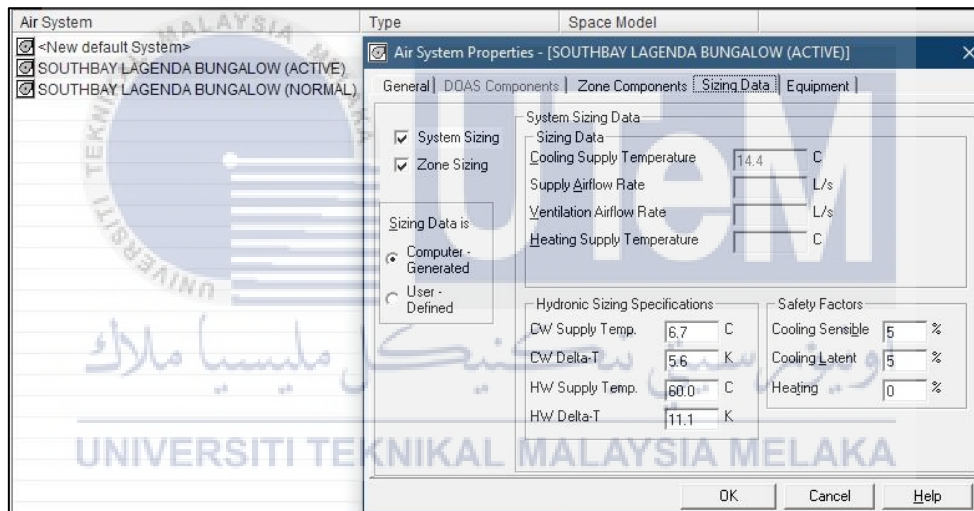 Air System Type Space Model
<New default System>
SOUTHBAY LAGENDA BUNGALOW (ACTIVE)
SOUTHBAY LAGENDA BUNGALOW (NORMAL)
Air System Properties - [SOUTHBAY LAGENDA BUNGALOW (ACTIVE)]
General DOAS Components Zone Components Sizing Data Equipment
System Sizing
Zone Sizing
Sizing Data is
Computer -
Generated
User -
Defined
System Sizing Data
Sizing Data
Cooling Supply Temperature 14.4 C
Supply Airflow Rate L/s
Ventilation Airflow Rate L/s
Heating Supply Temperature C
Hydronic Sizing Specifications
CW Supply Temp. 6.7 C
CW Delta-T 5.6 K
HW Supply Temp. 60.0 C
HW Delta-T 11.1 K
Safety Factors
Cooling Sensible 5 %
Cooling Latent 5 %
Heating 0 %
OK Cancel Help
UTeM
اونيورسيتي تيكنيكل مليسيا ملاك
UNIVERSITI TEKNIKAL MALAYSIA MELAKA